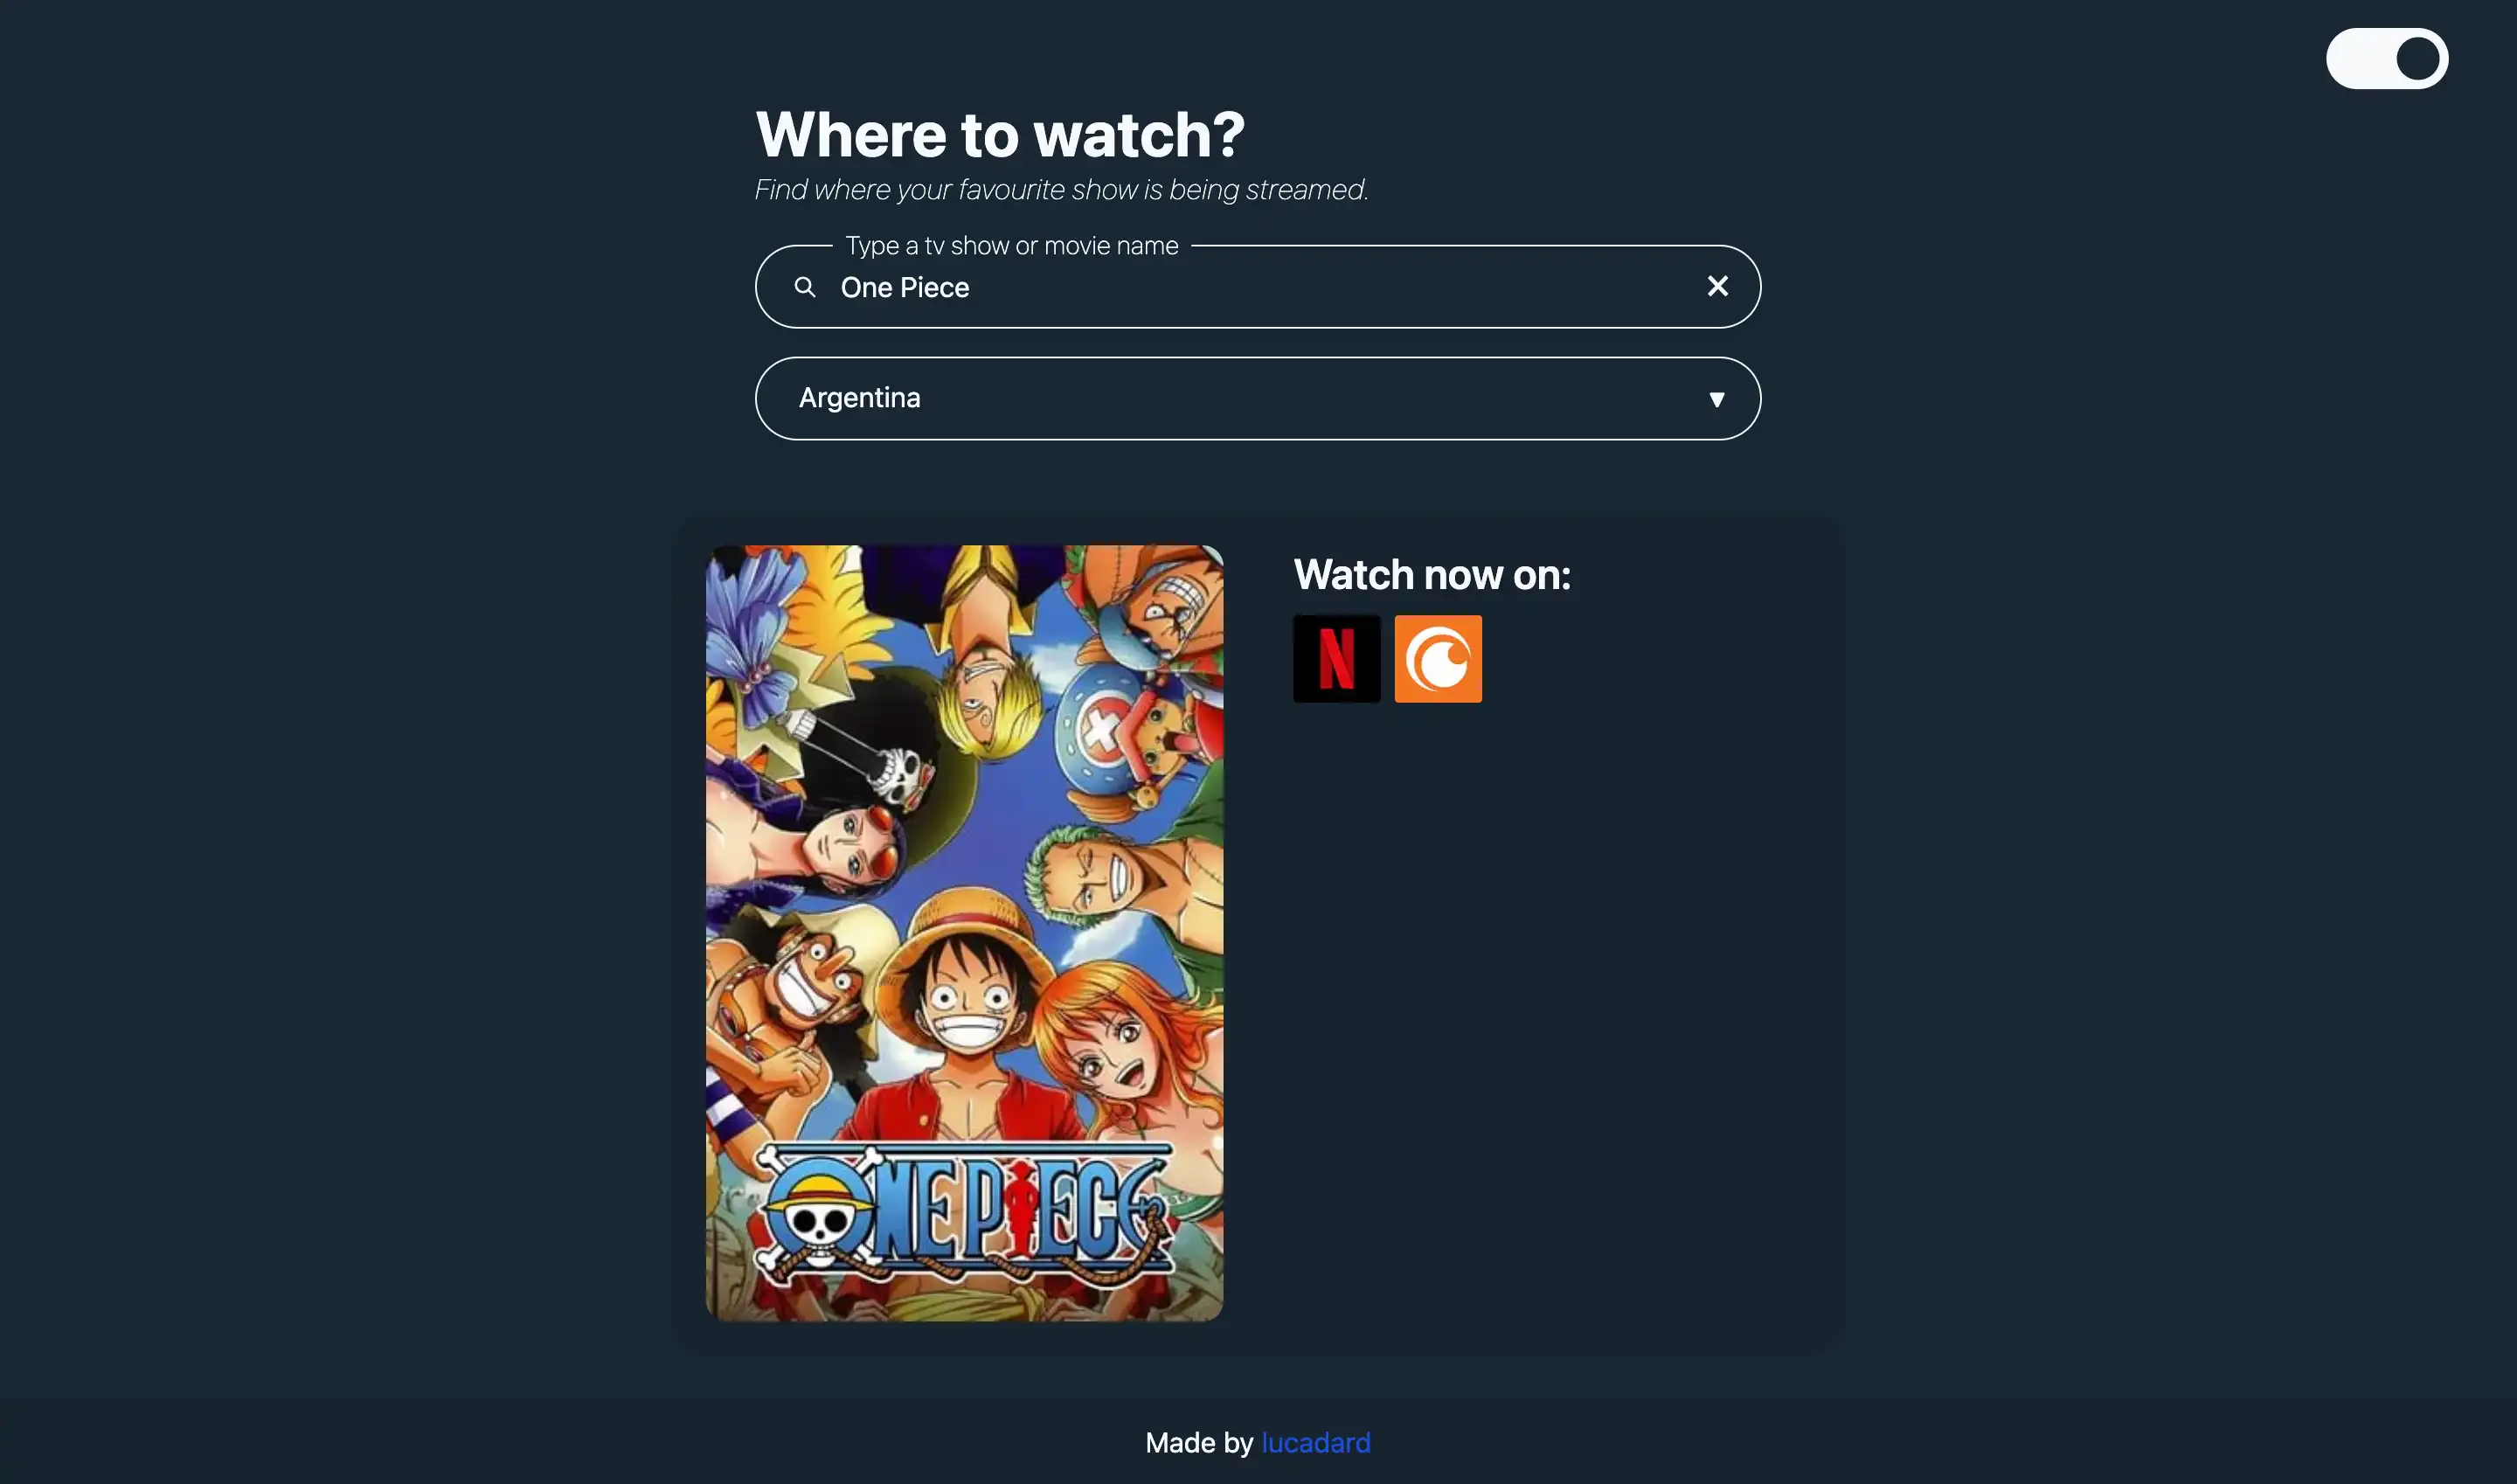 Where to watch?
Find where your favourite show is being streamed.
Type a tv show or movie name
One Piece
Argentina
Watch now on:
N
ONE PIECE
Made by lucadard